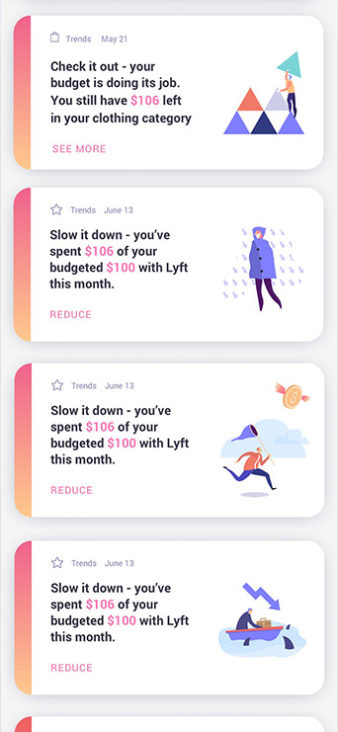 Trends May 21
Check it out - your
budget is doing its job.
You still have $106 left
in your clothing category
SEE MORE
Trends June 13
Slow it down - you've
spent $106 of your
budgeted $100 with Lyft
this month.
REDUCE
Trends June 13
Slow it down - you've
spent $106 of your
budgeted $100 with Lyft
this month.
REDUCE
Trends June 13
Slow it down - you've
spent $106 of your
budgeted $100 with Lyft
this month.
REDUCE